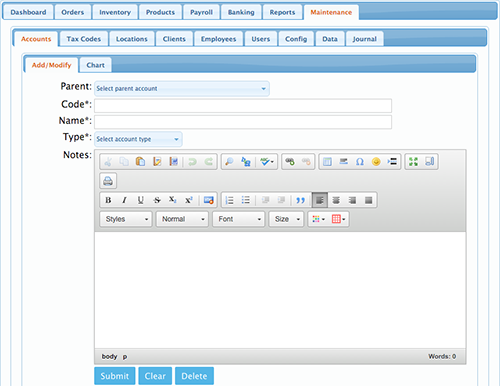 Dashboard Orders Inventory Products Payroll Banking Reports Maintenance
Accounts Tax Codes Locations Clients Employees Users Config Data Journal
Add/Modify Chart
Parent: Select parent account
Code*:
Name*:
Type*: Select account type
Notes:
B I U S X₂ X²
Styles Normal Font Size
body p Words: 0
Submit Clear Delete